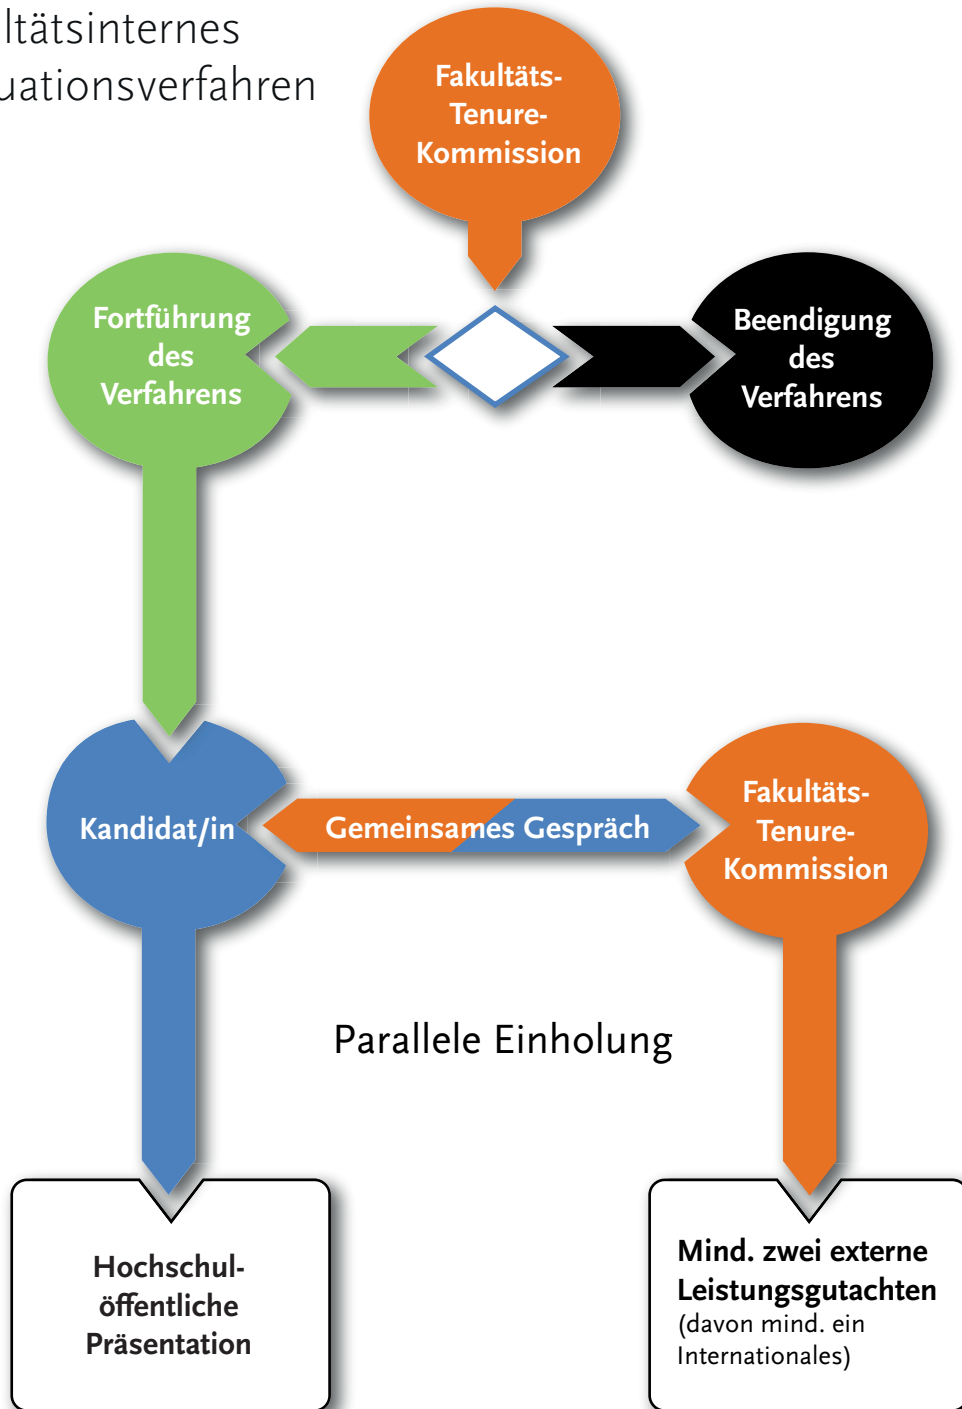 ltätsinternes
uationsverfahren
Fakultäts-
Tenure-
Kommission
Fortführung
des
Verfahrens
Beendigung
des
Verfahrens
Kandidat/in
Gemeinsames Gespräch
Fakultäts-
Tenure-
Kommission
Parallele Einholung
Hochschul-
öffentliche
Präsentation
Mind. zwei externe
Leistungsgutachten
(davon mind. ein
Internationales)